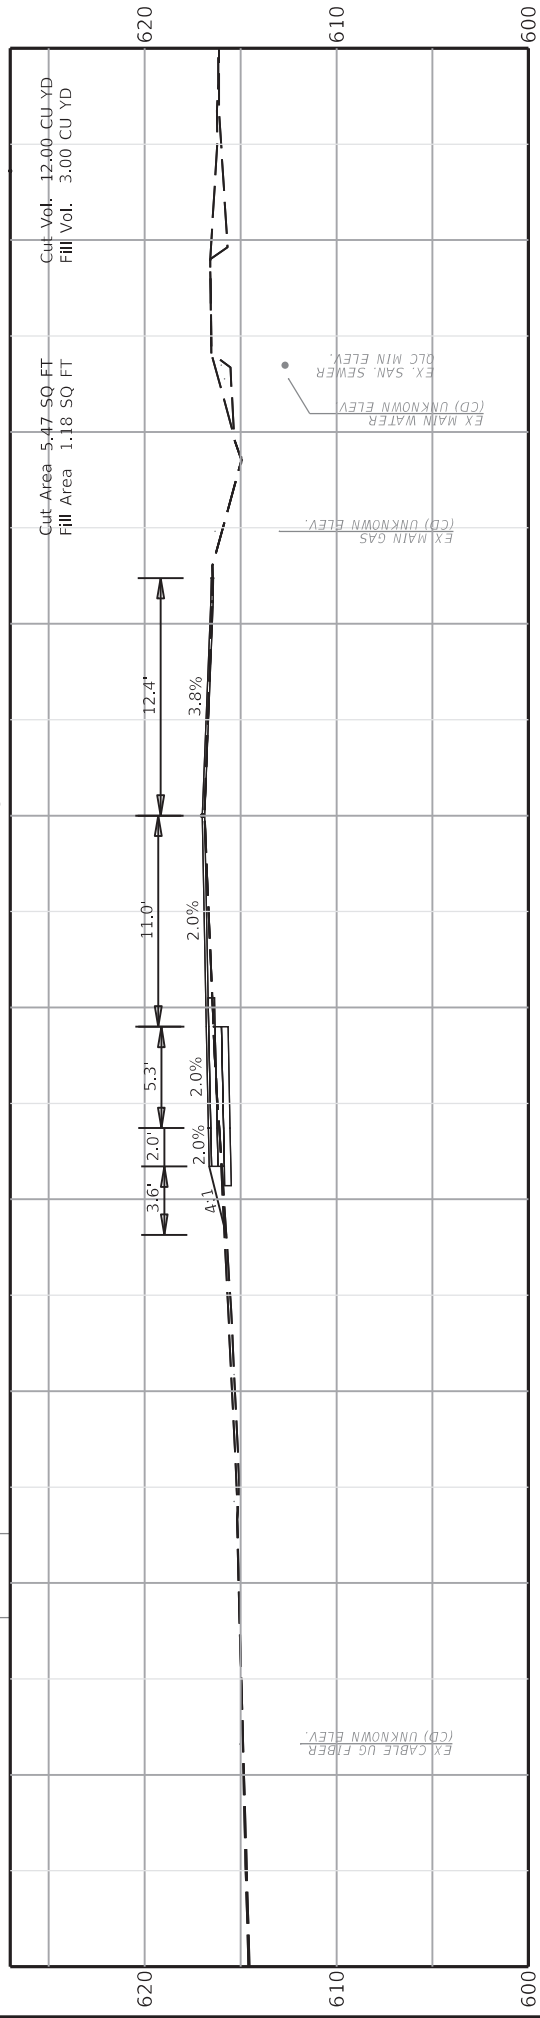 620
610
600
Cut Vol. 12.00 CU YD
Fill Vol. 3.00 CU YD
Cut Area 5.47 SQ FT
Fill Area 1.18 SQ FT
EX. SAN. SEWER
QLC MIN ELEV.
EX MAIN WATER
(CD) UNKNOWN ELEV.
EX MAIN GAS
(CD) UNKNOWN ELEV.
12.4'
3.8%
11.0'
2.0%
5.3'
2.0%
2.0'
2.0%
3.6'
4:1
EX CABLE UG FIBER
(CD) UNKNOWN ELEV.
620
610
600